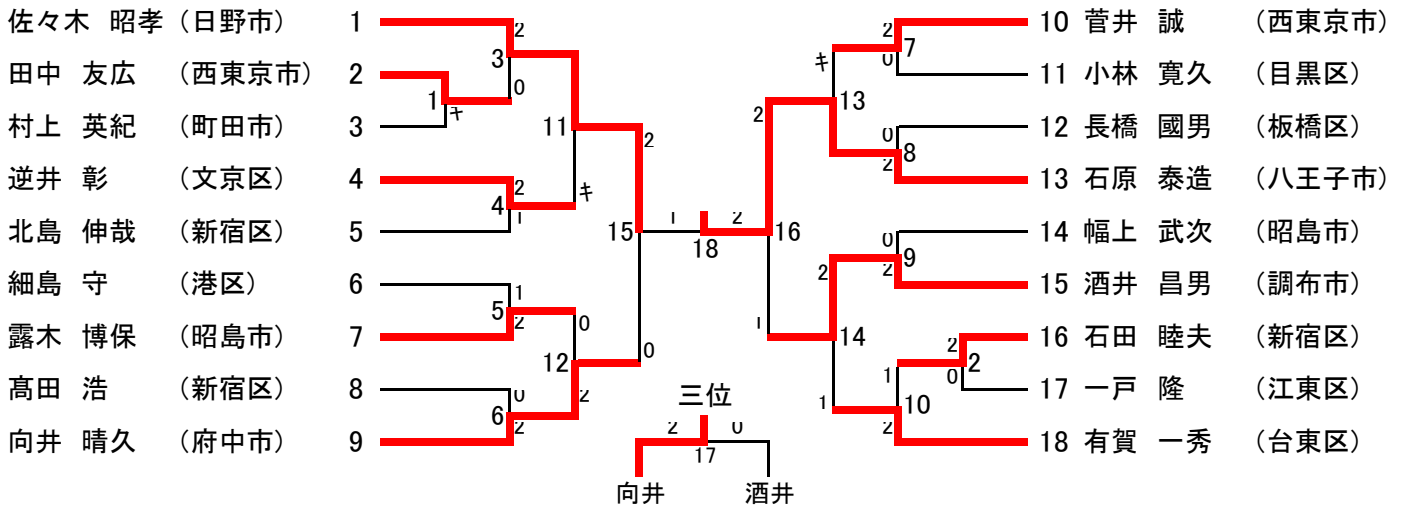 佐々木 昭孝 (日野市) 1
田中 友広 (西東京市) 2
村上 英紀 (町田市) 3
逆井 彰 (文京区) 4
北島 伸哉 (新宿区) 5
細島 守 (港区) 6
露木 博保 (昭島市) 7
髙田 浩 (新宿区) 8
向井 晴久 (府中市) 9
2
3
0
1
キ
11
2
キ
2
4
1
15
1
5
2
0
12
0
2
0
6
2
1
18
2
三位
2
0
17
向井
酒井
10 菅井 誠 (西東京市)
11 小林 寛久 (目黒区)
12 長橋 國男 (板橋区)
13 石原 泰造 (八王子市)
14 幅上 武次 (昭島市)
15 酒井 昌男 (調布市)
16 石田 睦夫 (新宿区)
17 一戸 隆 (江東区)
18 有賀 一秀 (台東区)
2
7
0
キ
13
2
0
8
2
16
0
9
2
2
14
1
2
2
0
1
10
1
2